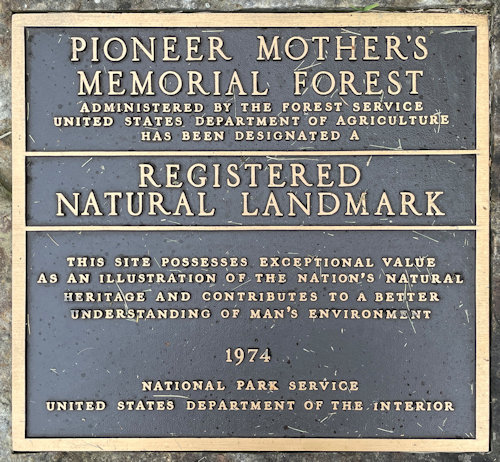 PIONEER MOTHER'S
MEMORIAL FOREST
ADMINISTERED BY THE FOREST SERVICE
UNITED STATES DEPARTMENT OF AGRICULTURE
HAS BEEN DESIGNATED A
REGISTERED
NATURAL LANDMARK
THIS SITE POSSESSES EXCEPTIONAL VALUE
AS AN ILLUSTRATION OF THE NATION'S NATURAL
HERITAGE AND CONTRIBUTES TO A BETTER
UNDERSTANDING OF MAN'S ENVIRONMENT
1974
NATIONAL PARK SERVICE
UNITED STATES DEPARTMENT OF THE INTERIOR